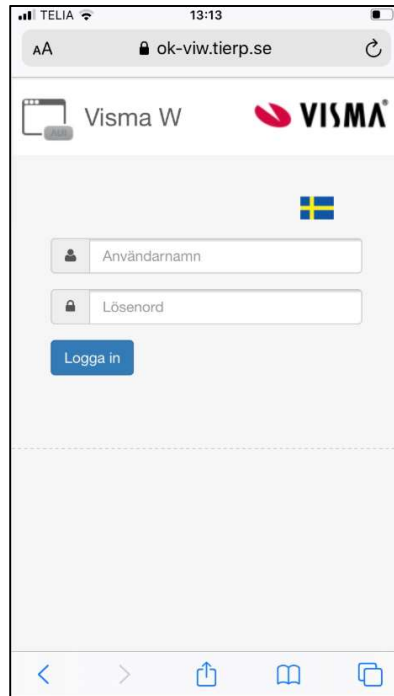 TELIA 13:13
AA ok-viw.tierp.se
Visma W VISMA
Användarnamn
Lösenord
Logga in